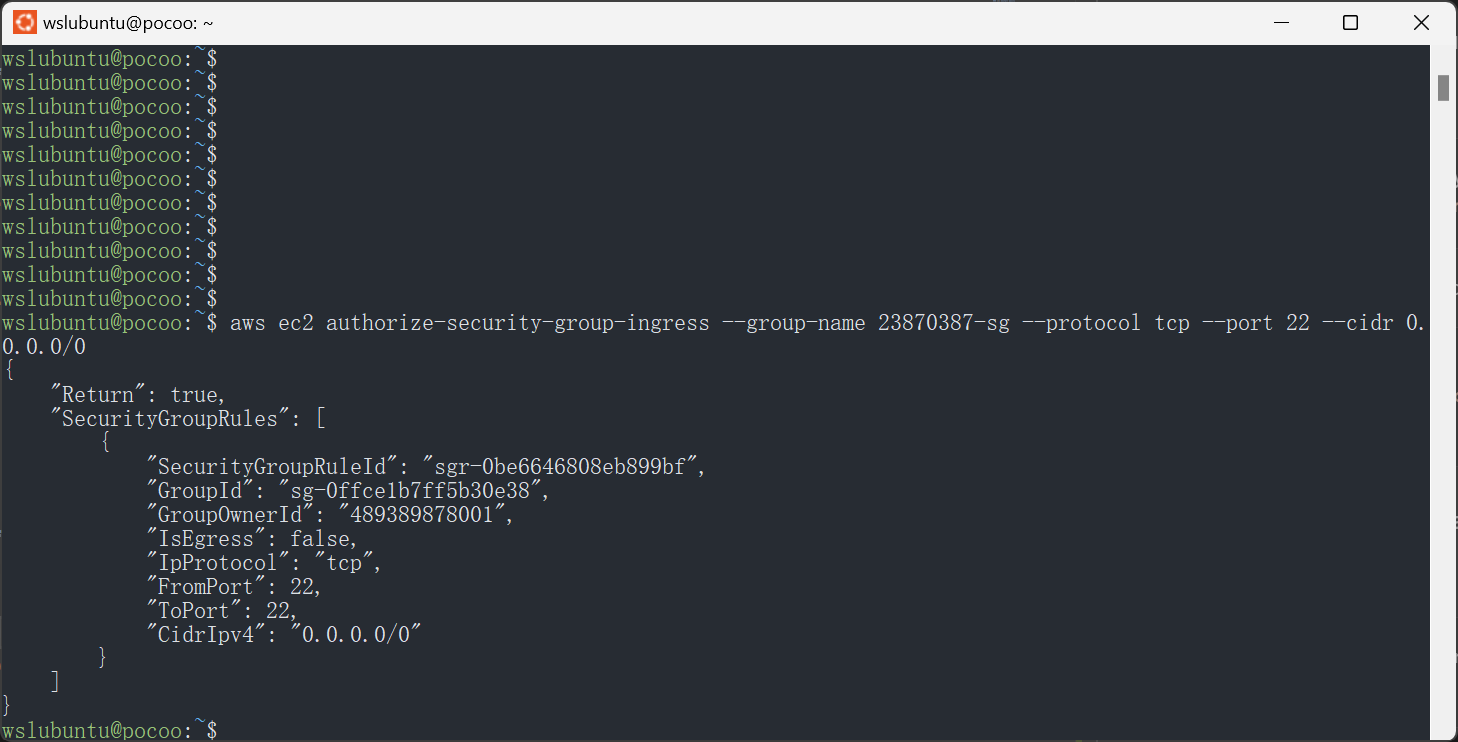 wslubuntu@pocoo: ~
wslubuntu@pocoo:~$
wslubuntu@pocoo:~$
wslubuntu@pocoo:~$
wslubuntu@pocoo:~$
wslubuntu@pocoo:~$
wslubuntu@pocoo:~$
wslubuntu@pocoo:~$
wslubuntu@pocoo:~$
wslubuntu@pocoo:~$
wslubuntu@pocoo:~$
wslubuntu@pocoo:~$
wslubuntu@pocoo:~$ aws ec2 authorize-security-group-ingress --group-name 23870387-sg --protocol tcp --port 22 --cidr 0.
0.0.0/0
{
    "Return": true,
    "SecurityGroupRules": [
        {
            "SecurityGroupRuleId": "sgr-0be6646808eb899bf",
            "GroupId": "sg-0ffce1b7ff5b30e38",
            "GroupOwnerId": "489389878001",
            "IsEgress": false,
            "IpProtocol": "tcp",
            "FromPort": 22,
            "ToPort": 22,
            "CidrIpv4": "0.0.0.0/0"
        }
    ]
}
wslubuntu@pocoo:~$